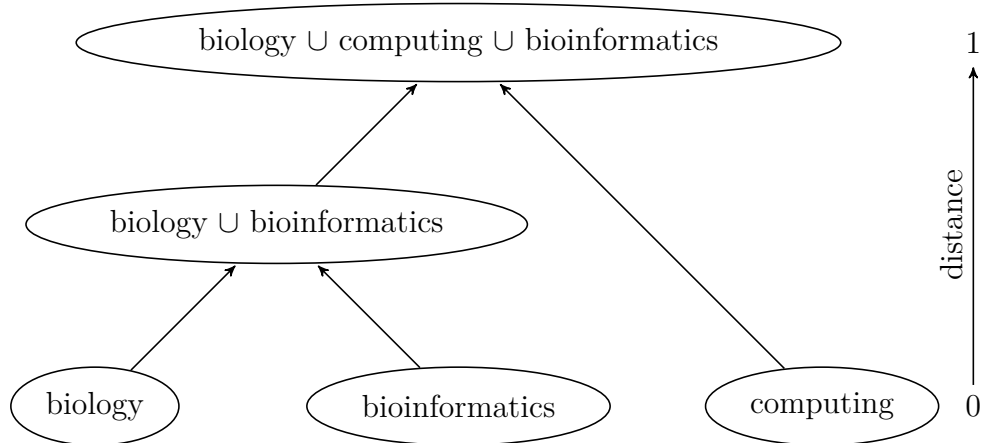 biology ∪ computing ∪ bioinformatics
1
distance
biology ∪ bioinformatics
biology
bioinformatics
computing
0